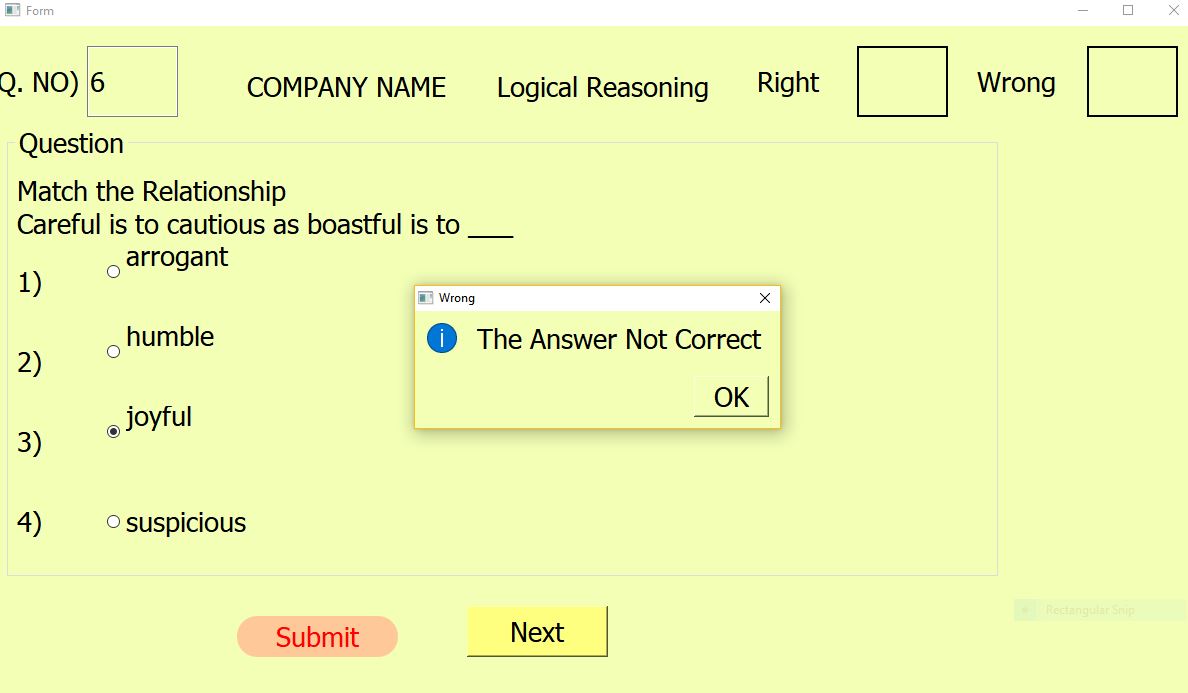 Form
Q. NO) 6 COMPANY NAME Logical Reasoning Right Wrong
Question
Match the Relationship
Careful is to cautious as boastful is to ___
1) arrogant
2) humble
3) joyful
4) suspicious
Wrong
The Answer Not Correct
OK
Submit Next
Rectangular Snip